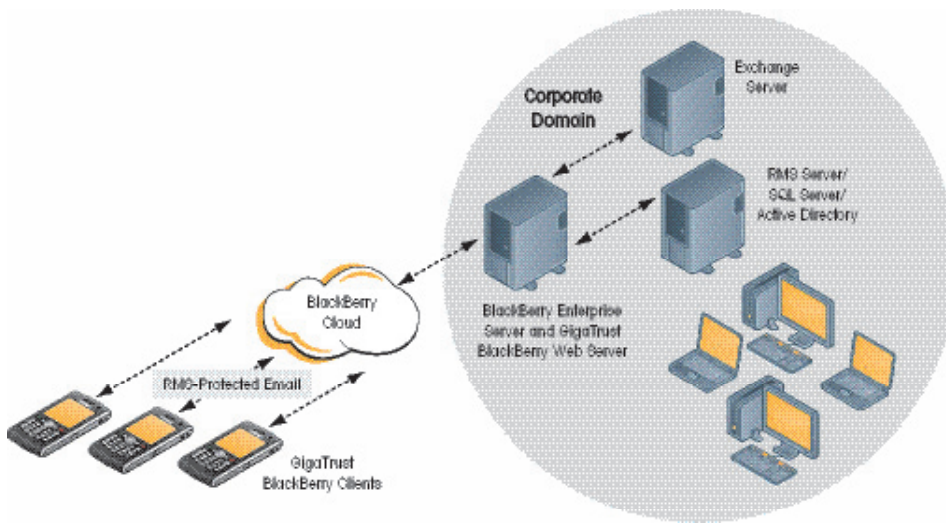 Exchange
Server
Corporate
Domain
RMS Server/
SQL Server/
Active Directory
BlackBerry
Cloud
BlackBerry Enterprise
Server and GigaTrust
BlackBerry Web Server
RMS-Protected Email
GigaTrust
BlackBerry Clients